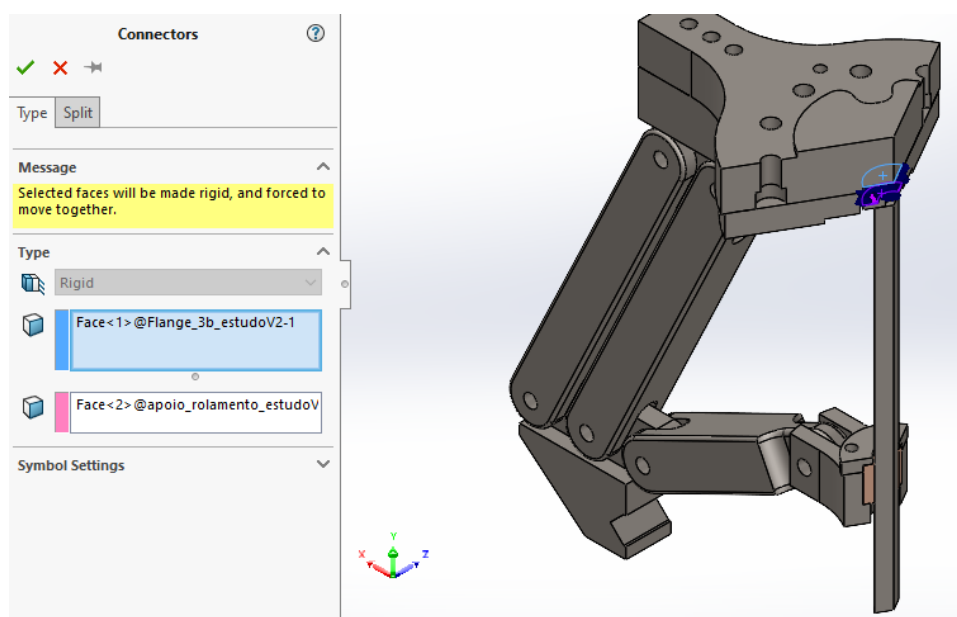 Connectors
Type
Split
Message
Selected faces will be made rigid, and forced to
move together.
Type
Rigid
Face<1>@Flange_3b_estudoV2-1
Face<2>@apoio_rolamento_estudoV
Symbol Settings
Y
X
Z